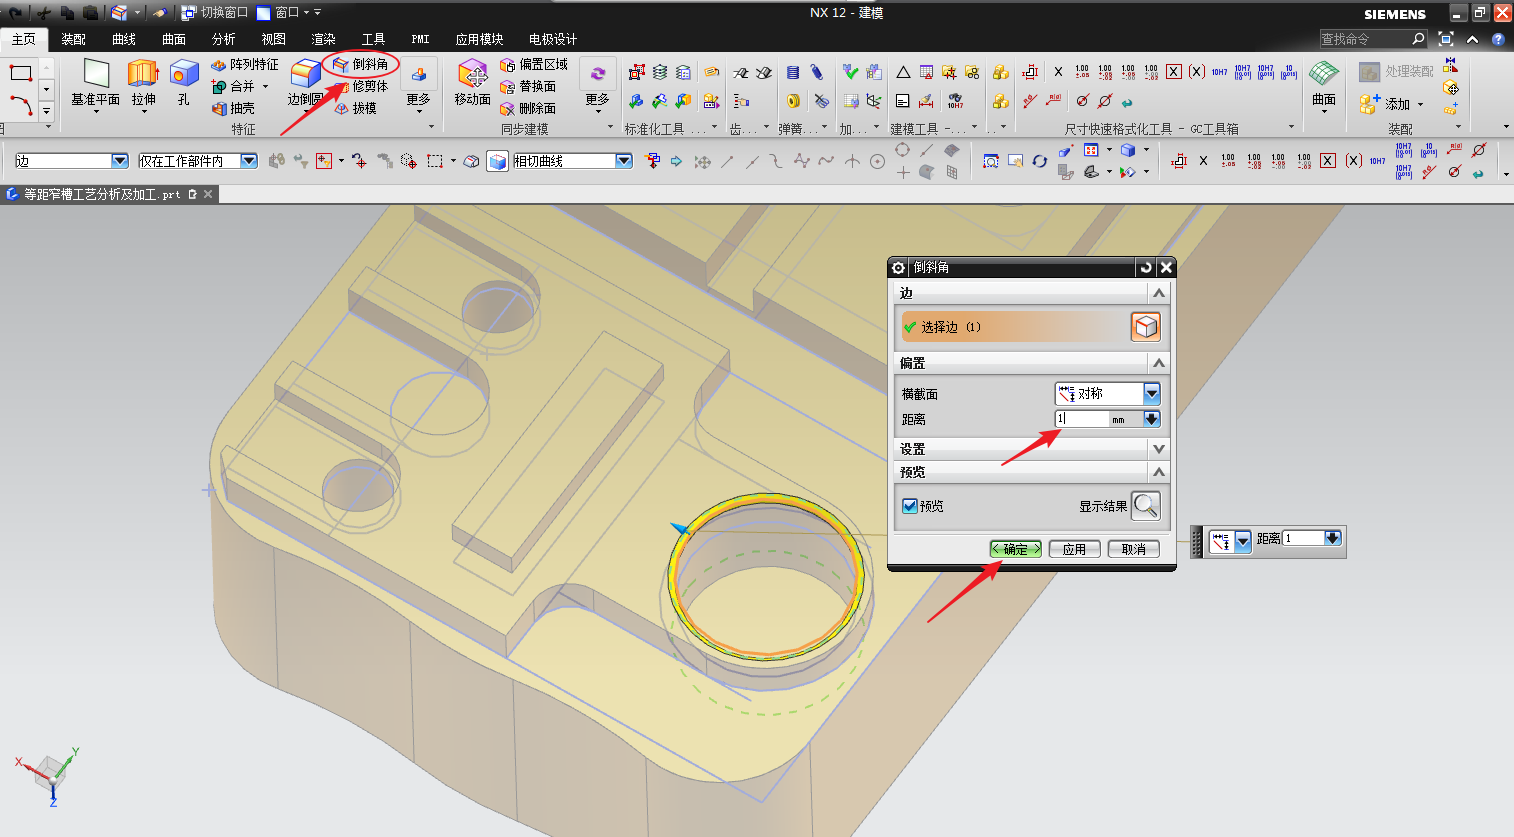 切换窗口 窗口
NX 12 - 建模
SIEMENS
主页 装配 曲线 曲面 分析 视图 渲染 工具 PMI 应用模块 电极设计
查找命令
基准平面 拉伸 孔
阵列特征
合并
抽壳
边倒圆
倒斜角
修剪体
拔模
更多
移动面
偏置区域
替换面
删除面
更多
曲面
处理装配
添加
特征 同步建模 标准化工具 ... 齿... 弹簧... 加... 建模工具 - ... 尺寸快速格式化工具 - GC工具箱 装配
边 仅在工作部件内 相切曲线
等距窄槽工艺分析及加工.prt
倒斜角
边
选择边 (1)
偏置
横截面 对称
距离 1 mm
设置
预览
预览 显示结果
确定 应用 取消
距离 1
X Y Z